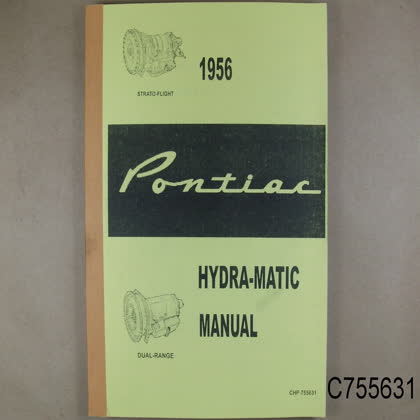 1956
STRATO-FLIGHT
Pontiac
HYDRA-MATIC
MANUAL
DUAL-RANGE
CHP-755631
C755631